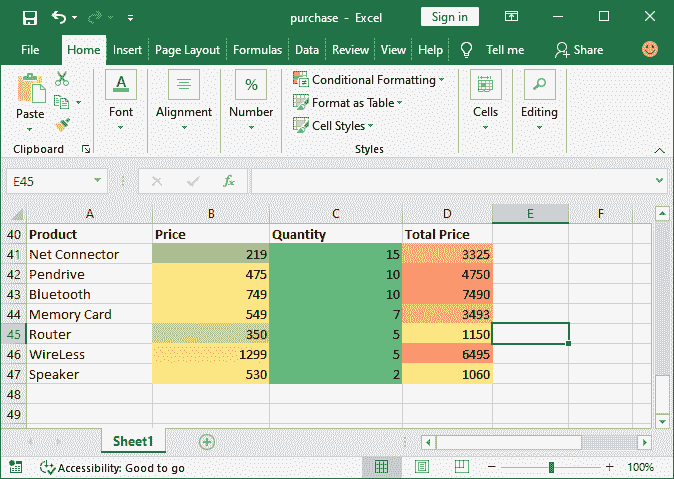 purchase - Excel
Sign in
File Home Insert Page Layout Formulas Data Review View Help Tell me Share
Paste
Font
Alignment
%
Number
Conditional Formatting
Format as Table
Cell Styles
Cells
Editing
Clipboard
Styles
E45
fx
A B C D E F
40 Product Price Quantity Total Price
41 Net Connector 219 15 3325
42 Pendrive 475 10 4750
43 Bluetooth 749 10 7490
44 Memory Card 549 7 3493
45 Router 350 5 1150
46 WireLess 1299 5 6495
47 Speaker 530 2 1060
48
49
Sheet1
Accessibility: Good to go
100%